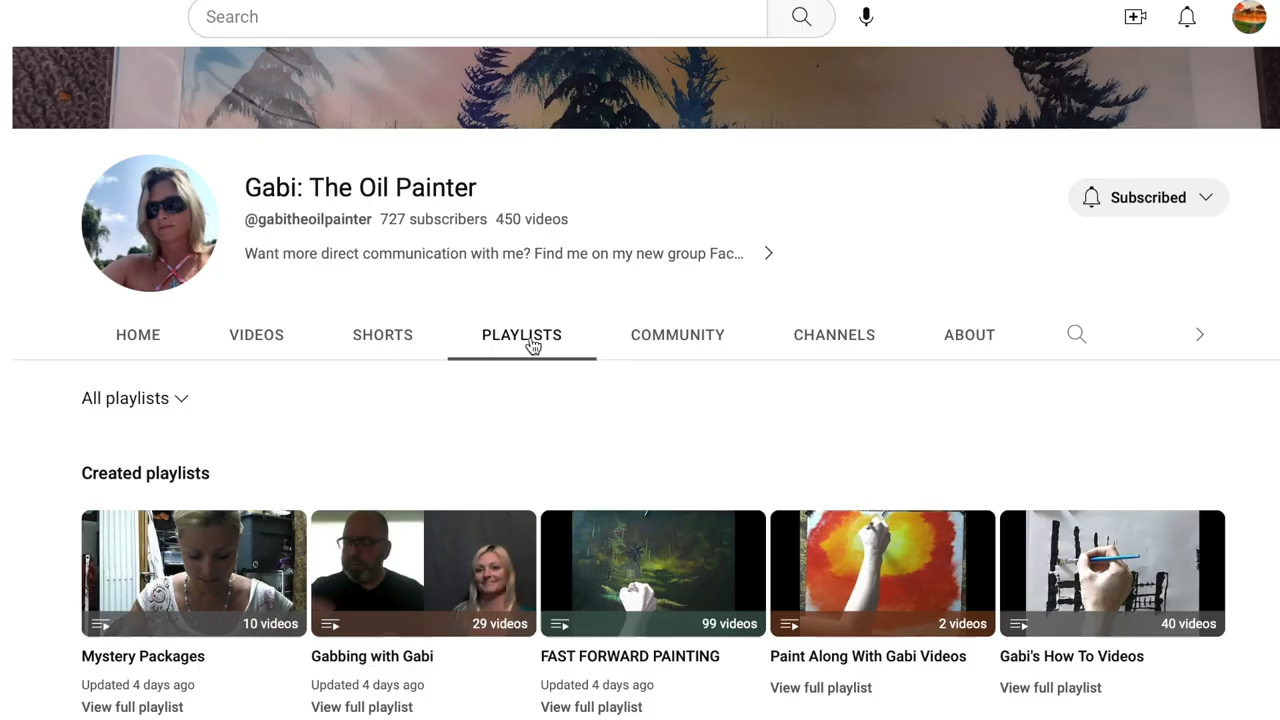 Search
Gabi: The Oil Painter
@gabitheoilpainter 727 subscribers 450 videos
Want more direct communication with me? Find me on my new group Fac...
Subscribed
HOME VIDEOS SHORTS PLAYLISTS COMMUNITY CHANNELS ABOUT
All playlists
Created playlists
10 videos 29 videos 99 videos 2 videos 40 videos
Mystery Packages Gabbing with Gabi FAST FORWARD PAINTING Paint Along With Gabi Videos Gabi's How To Videos
Updated 4 days ago Updated 4 days ago Updated 4 days ago View full playlist View full playlist
View full playlist View full playlist View full playlist